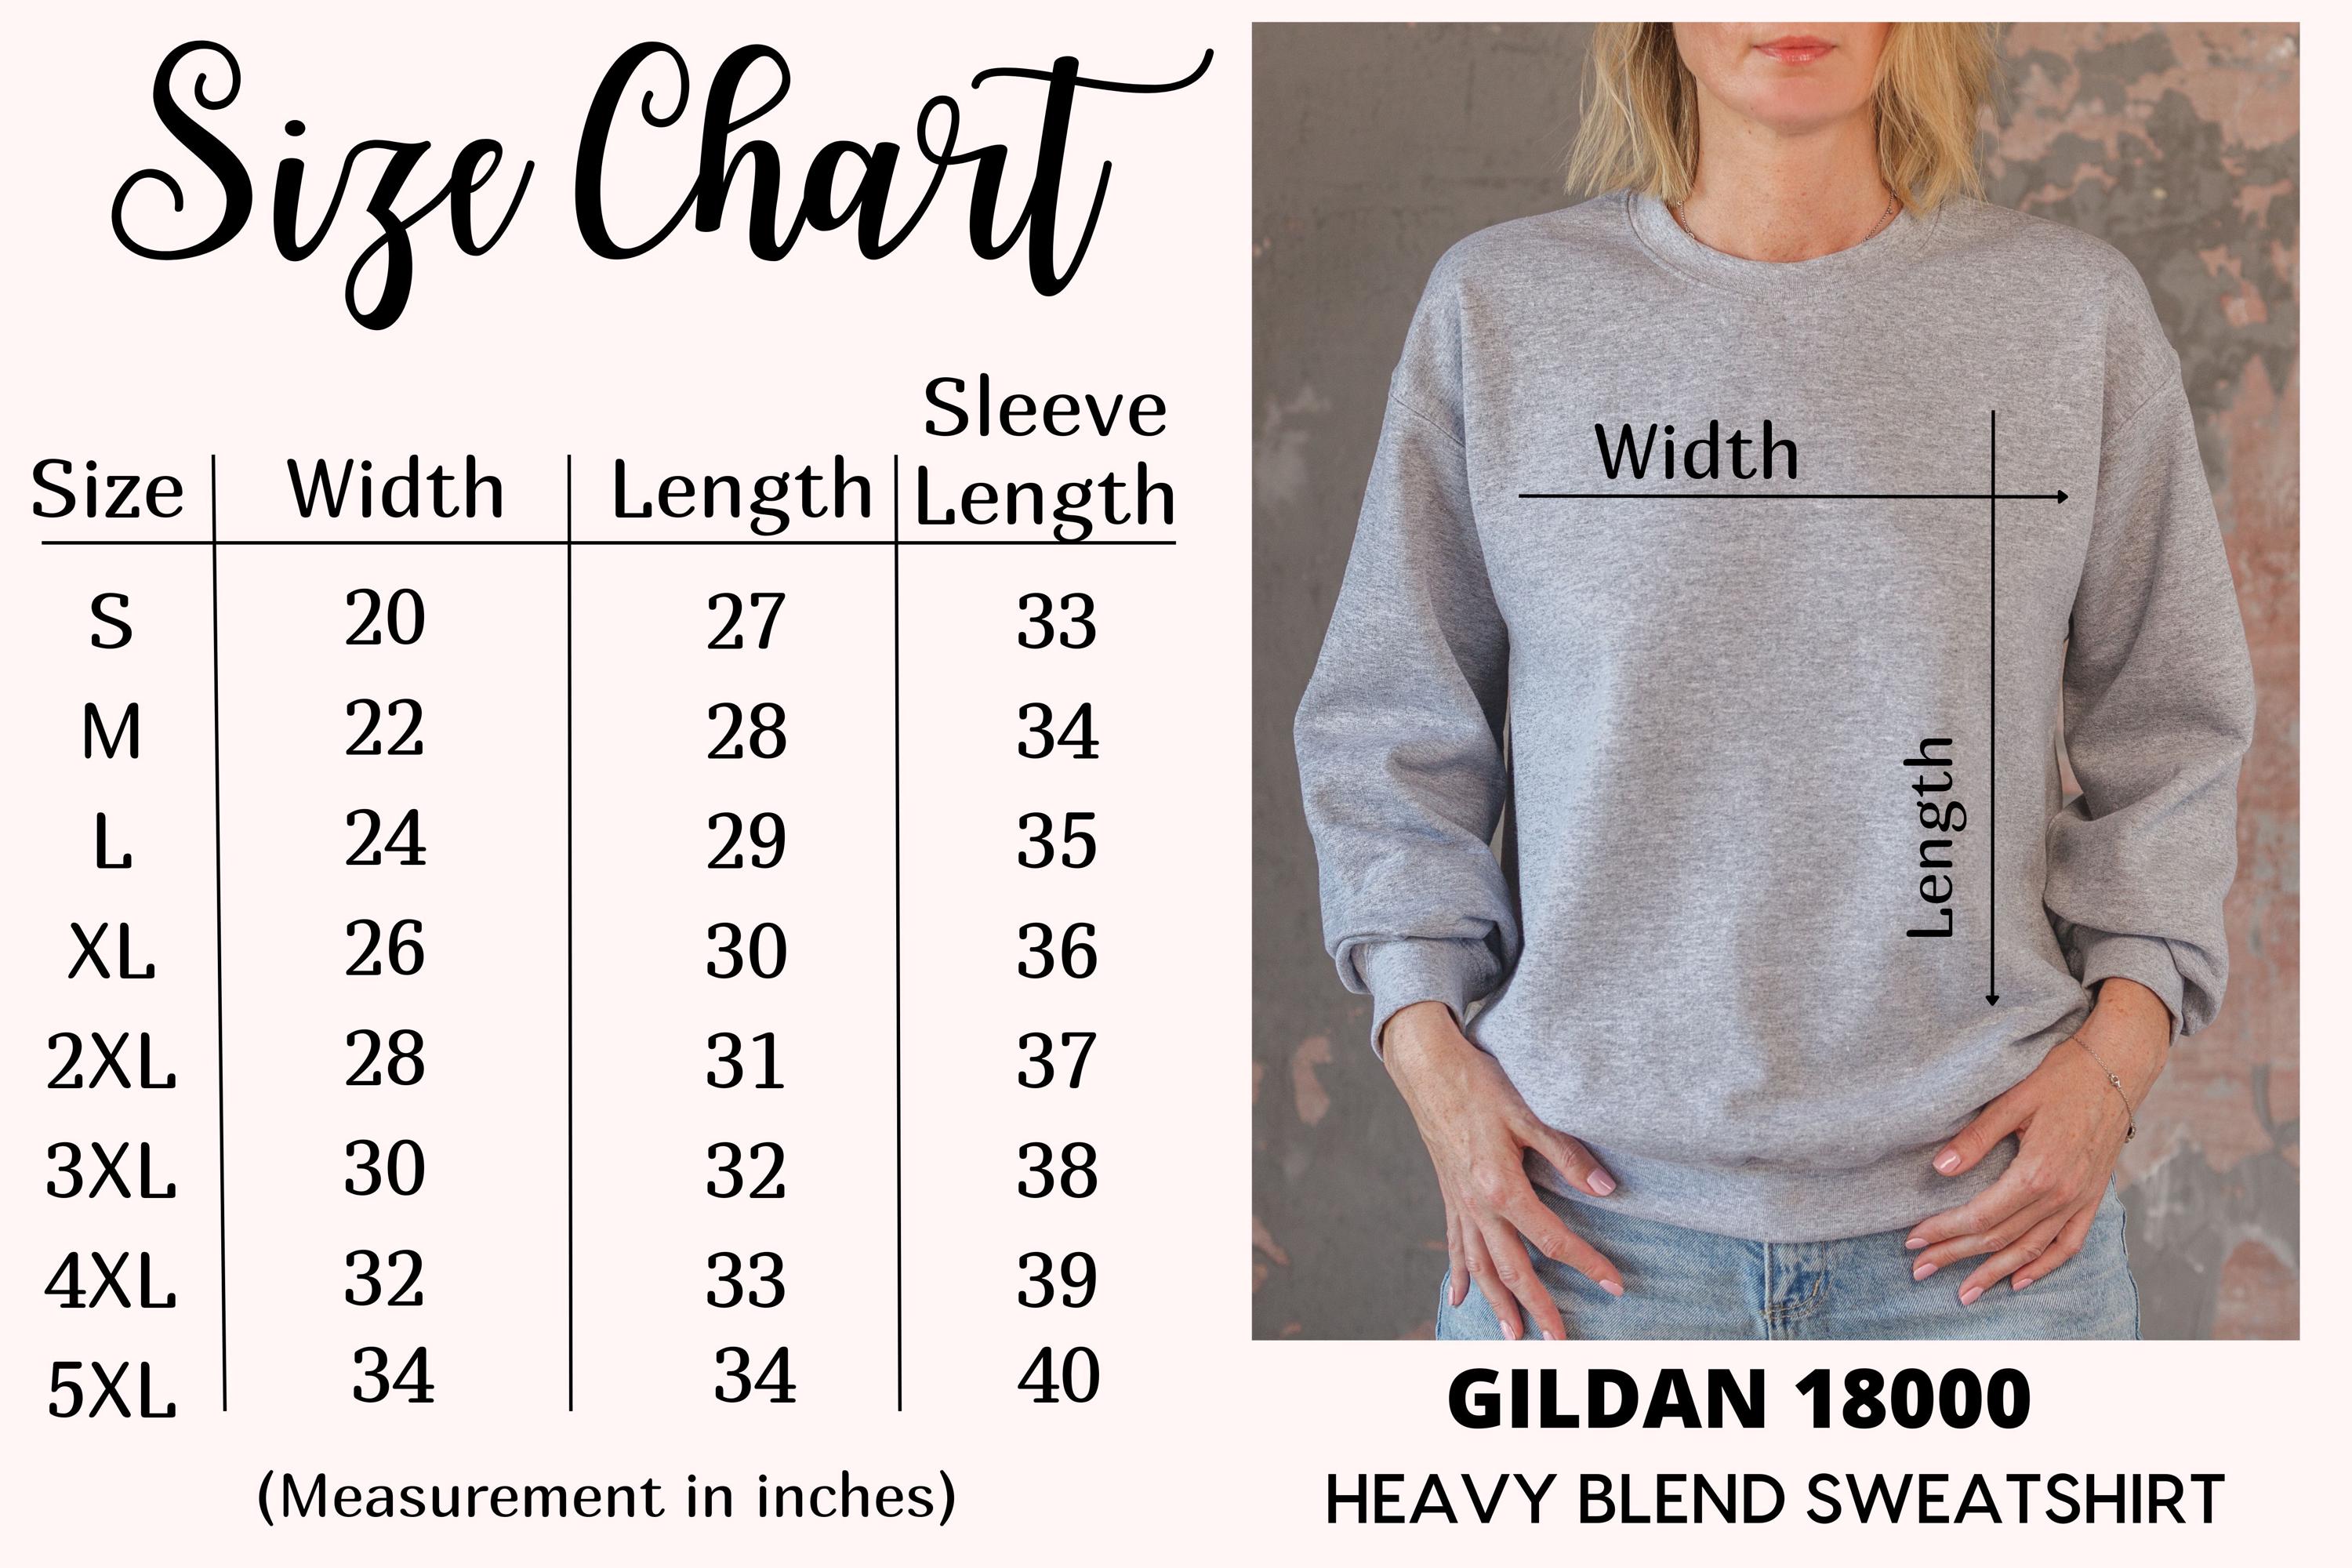 Size Chart
Sleeve
Size Width Length Length
S 20 27 33
M 22 28 34
L 24 29 35
XL 26 30 36
2XL 28 31 37
3XL 30 32 38
4XL 32 33 39
5XL 34 34 40
(Measurement in inches)
Width
Length
GILDAN 18000
HEAVY BLEND SWEATSHIRT